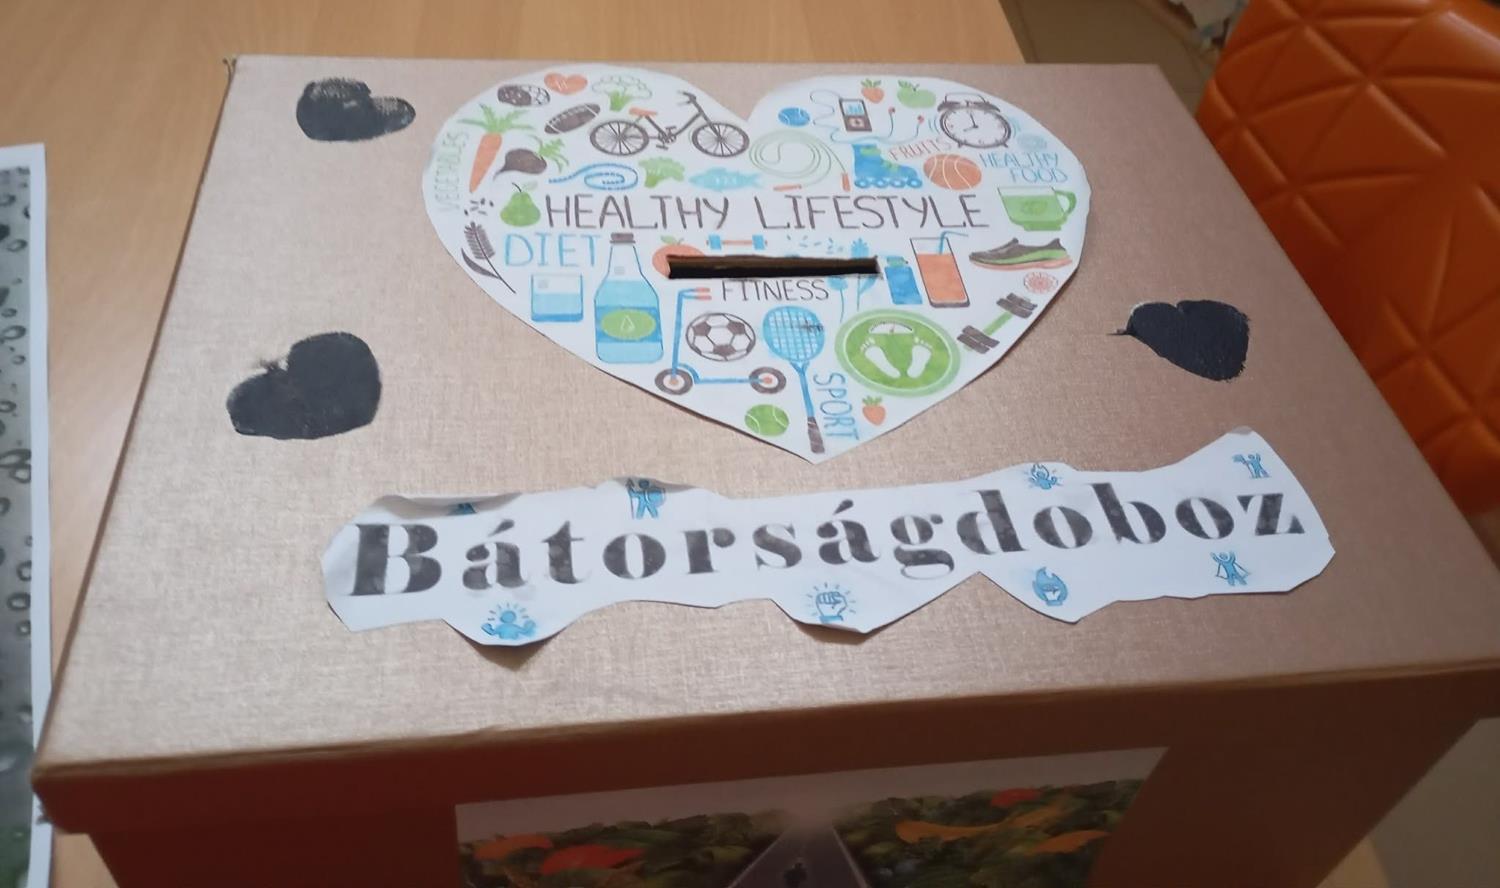 VEGETABLES
FRUITS
HEALTHY
FOOD
HEALTHY LIFESTYLE
DIET
FITNESS
SPORT
Bátorságdoboz